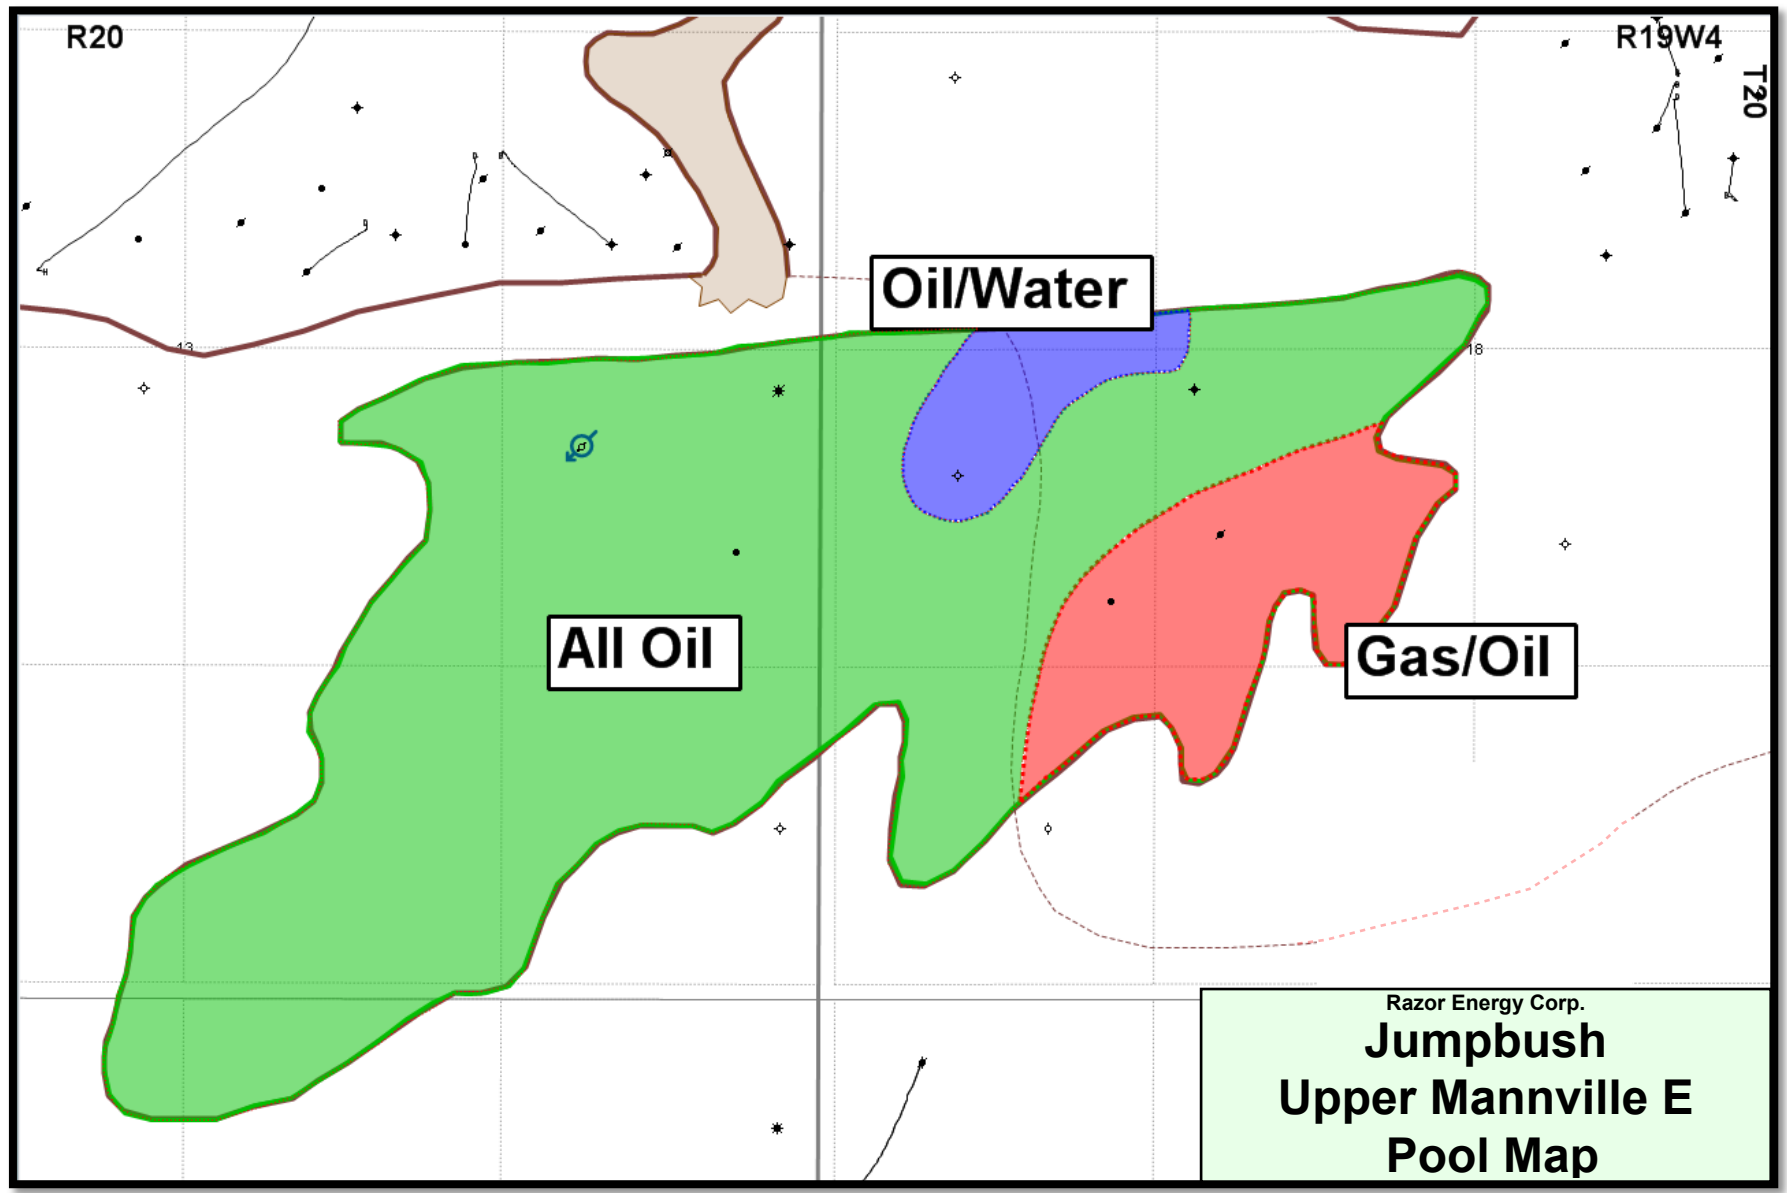 R20
R19W4
T20
Oil/Water
13
18
All Oil
Gas/Oil
Razor Energy Corp.
Jumpbush
Upper Mannville E
Pool Map